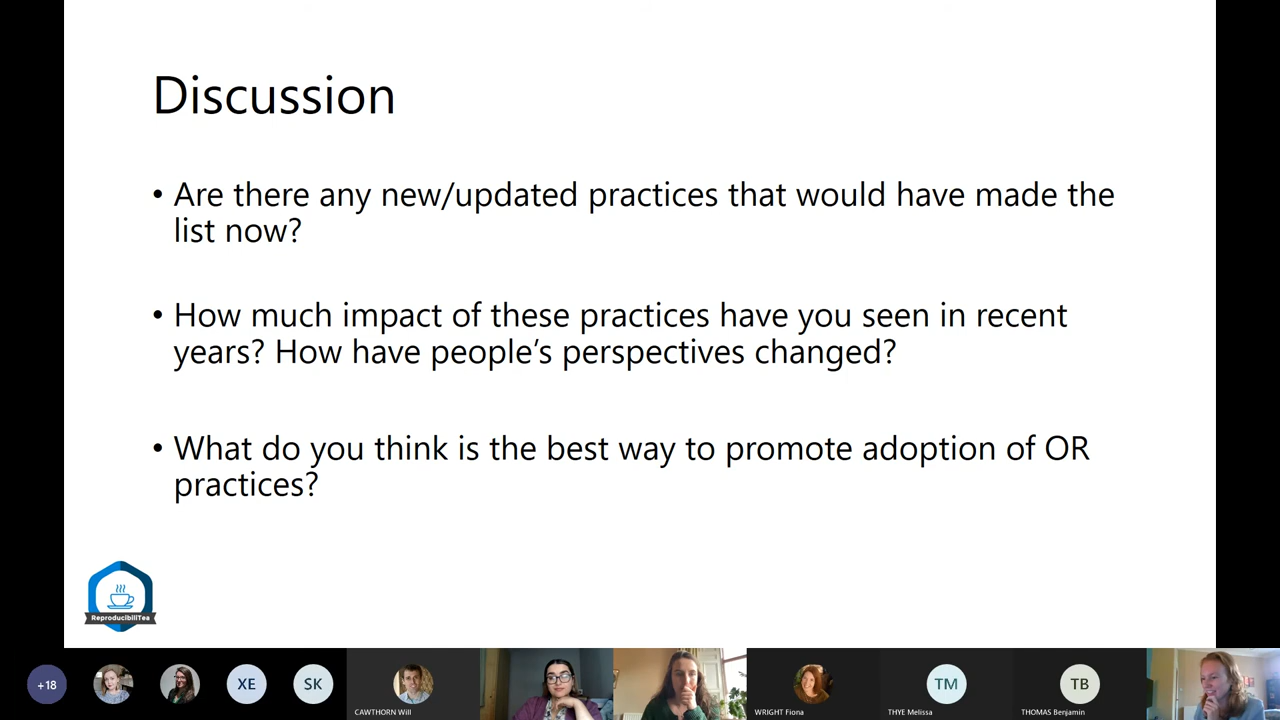 Discussion
• Are there any new/updated practices that would have made the
list now?
• How much impact of these practices have you seen in recent
years? How have people's perspectives changed?
• What do you think is the best way to promote adoption of OR
practices?
ReproducibiliTea
+18
XE
SK
CAWTHORN Will
WRIGHT Fiona
TM
THYE Melissa
TB
THOMAS Benjamin